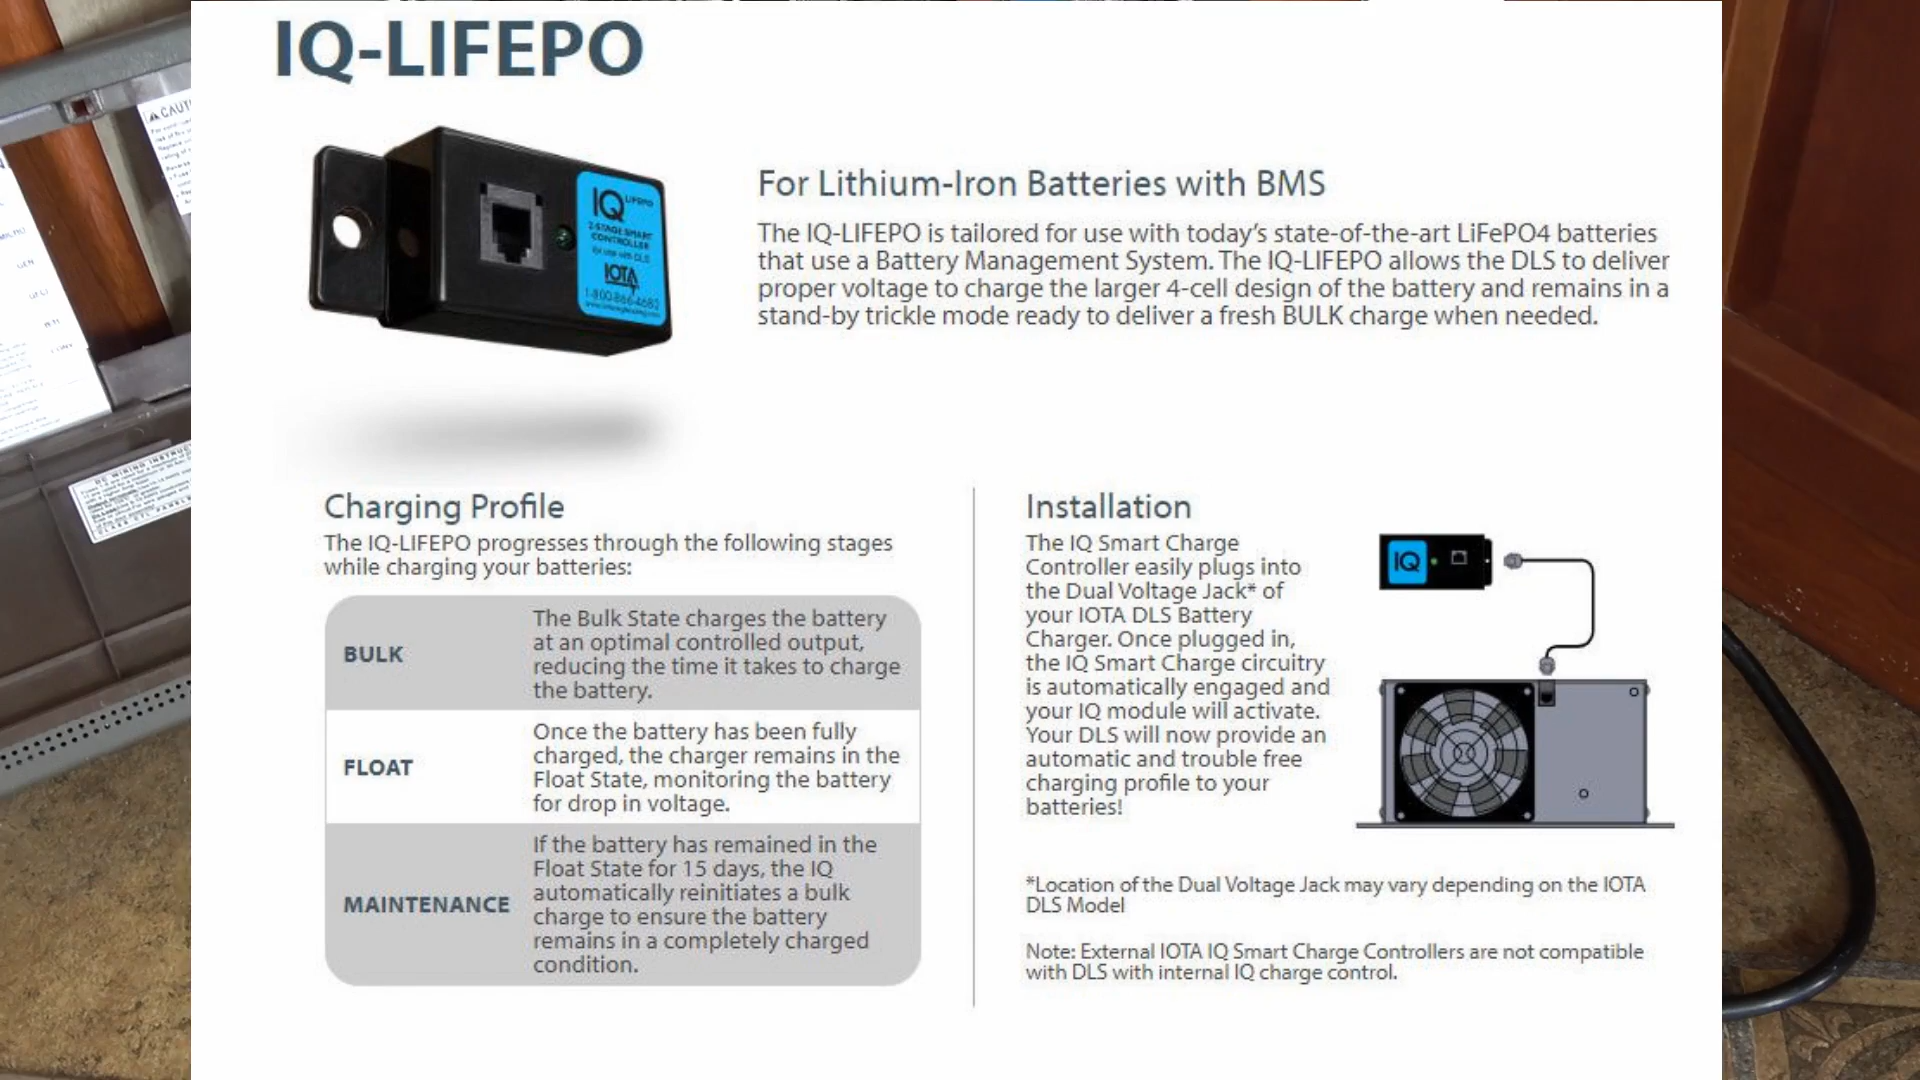 IQ-LIFEPO
IQ LIFEPO
2-STAGE SMART
CONTROLLER
for use with DLS
IOTA
1-800-866-4682
For Lithium-Iron Batteries with BMS
The IQ-LIFEPO is tailored for use with today's state-of-the-art LiFePO4 batteries
that use a Battery Management System. The IQ-LIFEPO allows the DLS to deliver
proper voltage to charge the larger 4-cell design of the battery and remains in a
stand-by trickle mode ready to deliver a fresh BULK charge when needed.
Charging Profile
The IQ-LIFEPO progresses through the following stages
while charging your batteries:
BULK
The Bulk State charges the battery
at an optimal controlled output,
reducing the time it takes to charge
the battery.
FLOAT
Once the battery has been fully
charged, the charger remains in the
Float State, monitoring the battery
for drop in voltage.
MAINTENANCE
If the battery has remained in the
Float State for 15 days, the IQ
automatically reinitiates a bulk
charge to ensure the battery
remains in a completely charged
condition.
Installation
The IQ Smart Charge
Controller easily plugs into
the Dual Voltage Jack* of
your IOTA DLS Battery
Charger. Once plugged in,
the IQ Smart Charge circuitry
is automatically engaged and
your IQ module will activate.
Your DLS will now provide an
automatic and trouble free
charging profile to your
batteries!
IQ
*Location of the Dual Voltage Jack may vary depending on the IOTA
DLS Model
Note: External IOTA IQ Smart Charge Controllers are not compatible
with DLS with internal IQ charge control.